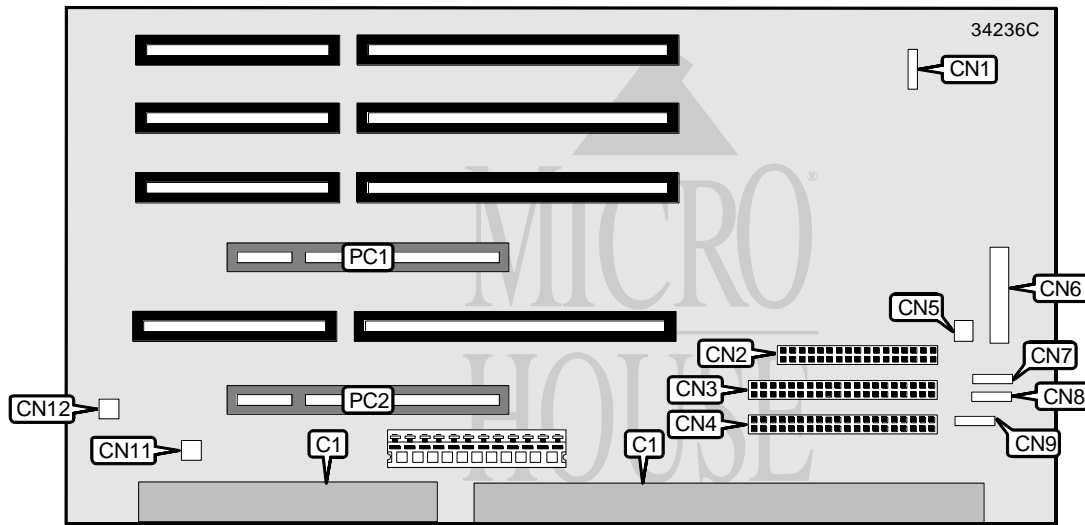 34236C
CN1
MICRO®
HOUSE
PC1
CN6
CN5
CN2
CN7
CN3
CN8
PC2
CN12
CN4
CN9
CN11
C1
C1